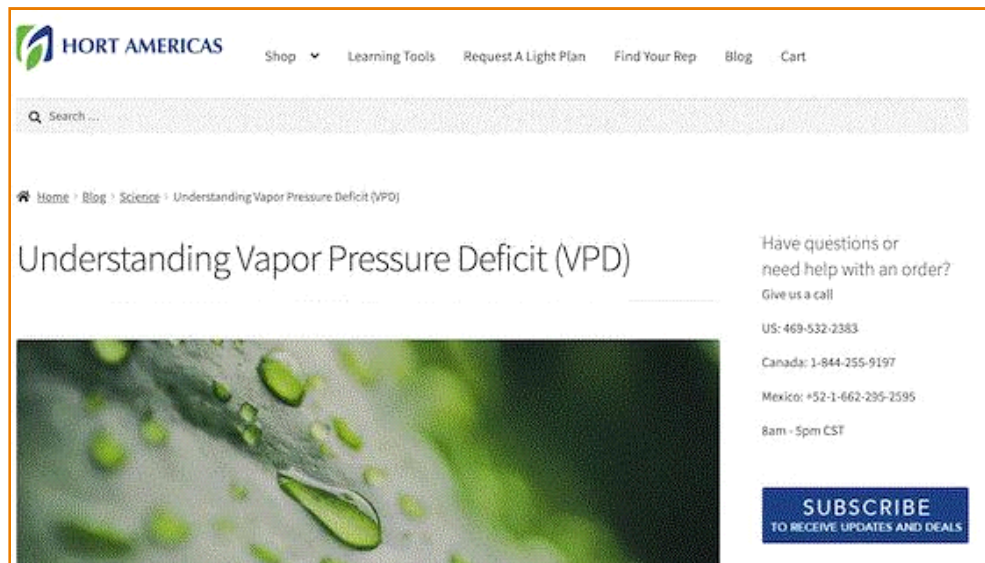 HORT AMERICAS
Shop Learning Tools Request A Light Plan Find Your Rep Blog Cart
Search ...
Home › Blog › Science › Understanding Vapor Pressure Deficit (VPD)
Understanding Vapor Pressure Deficit (VPD)
Have questions or
need help with an order?
Give us a call
US: 469-532-2383
Canada: 1-844-255-9197
Mexico: +52-1-662-295-2595
8am - 5pm CST
SUBSCRIBE
TO RECEIVE UPDATES AND DEALS